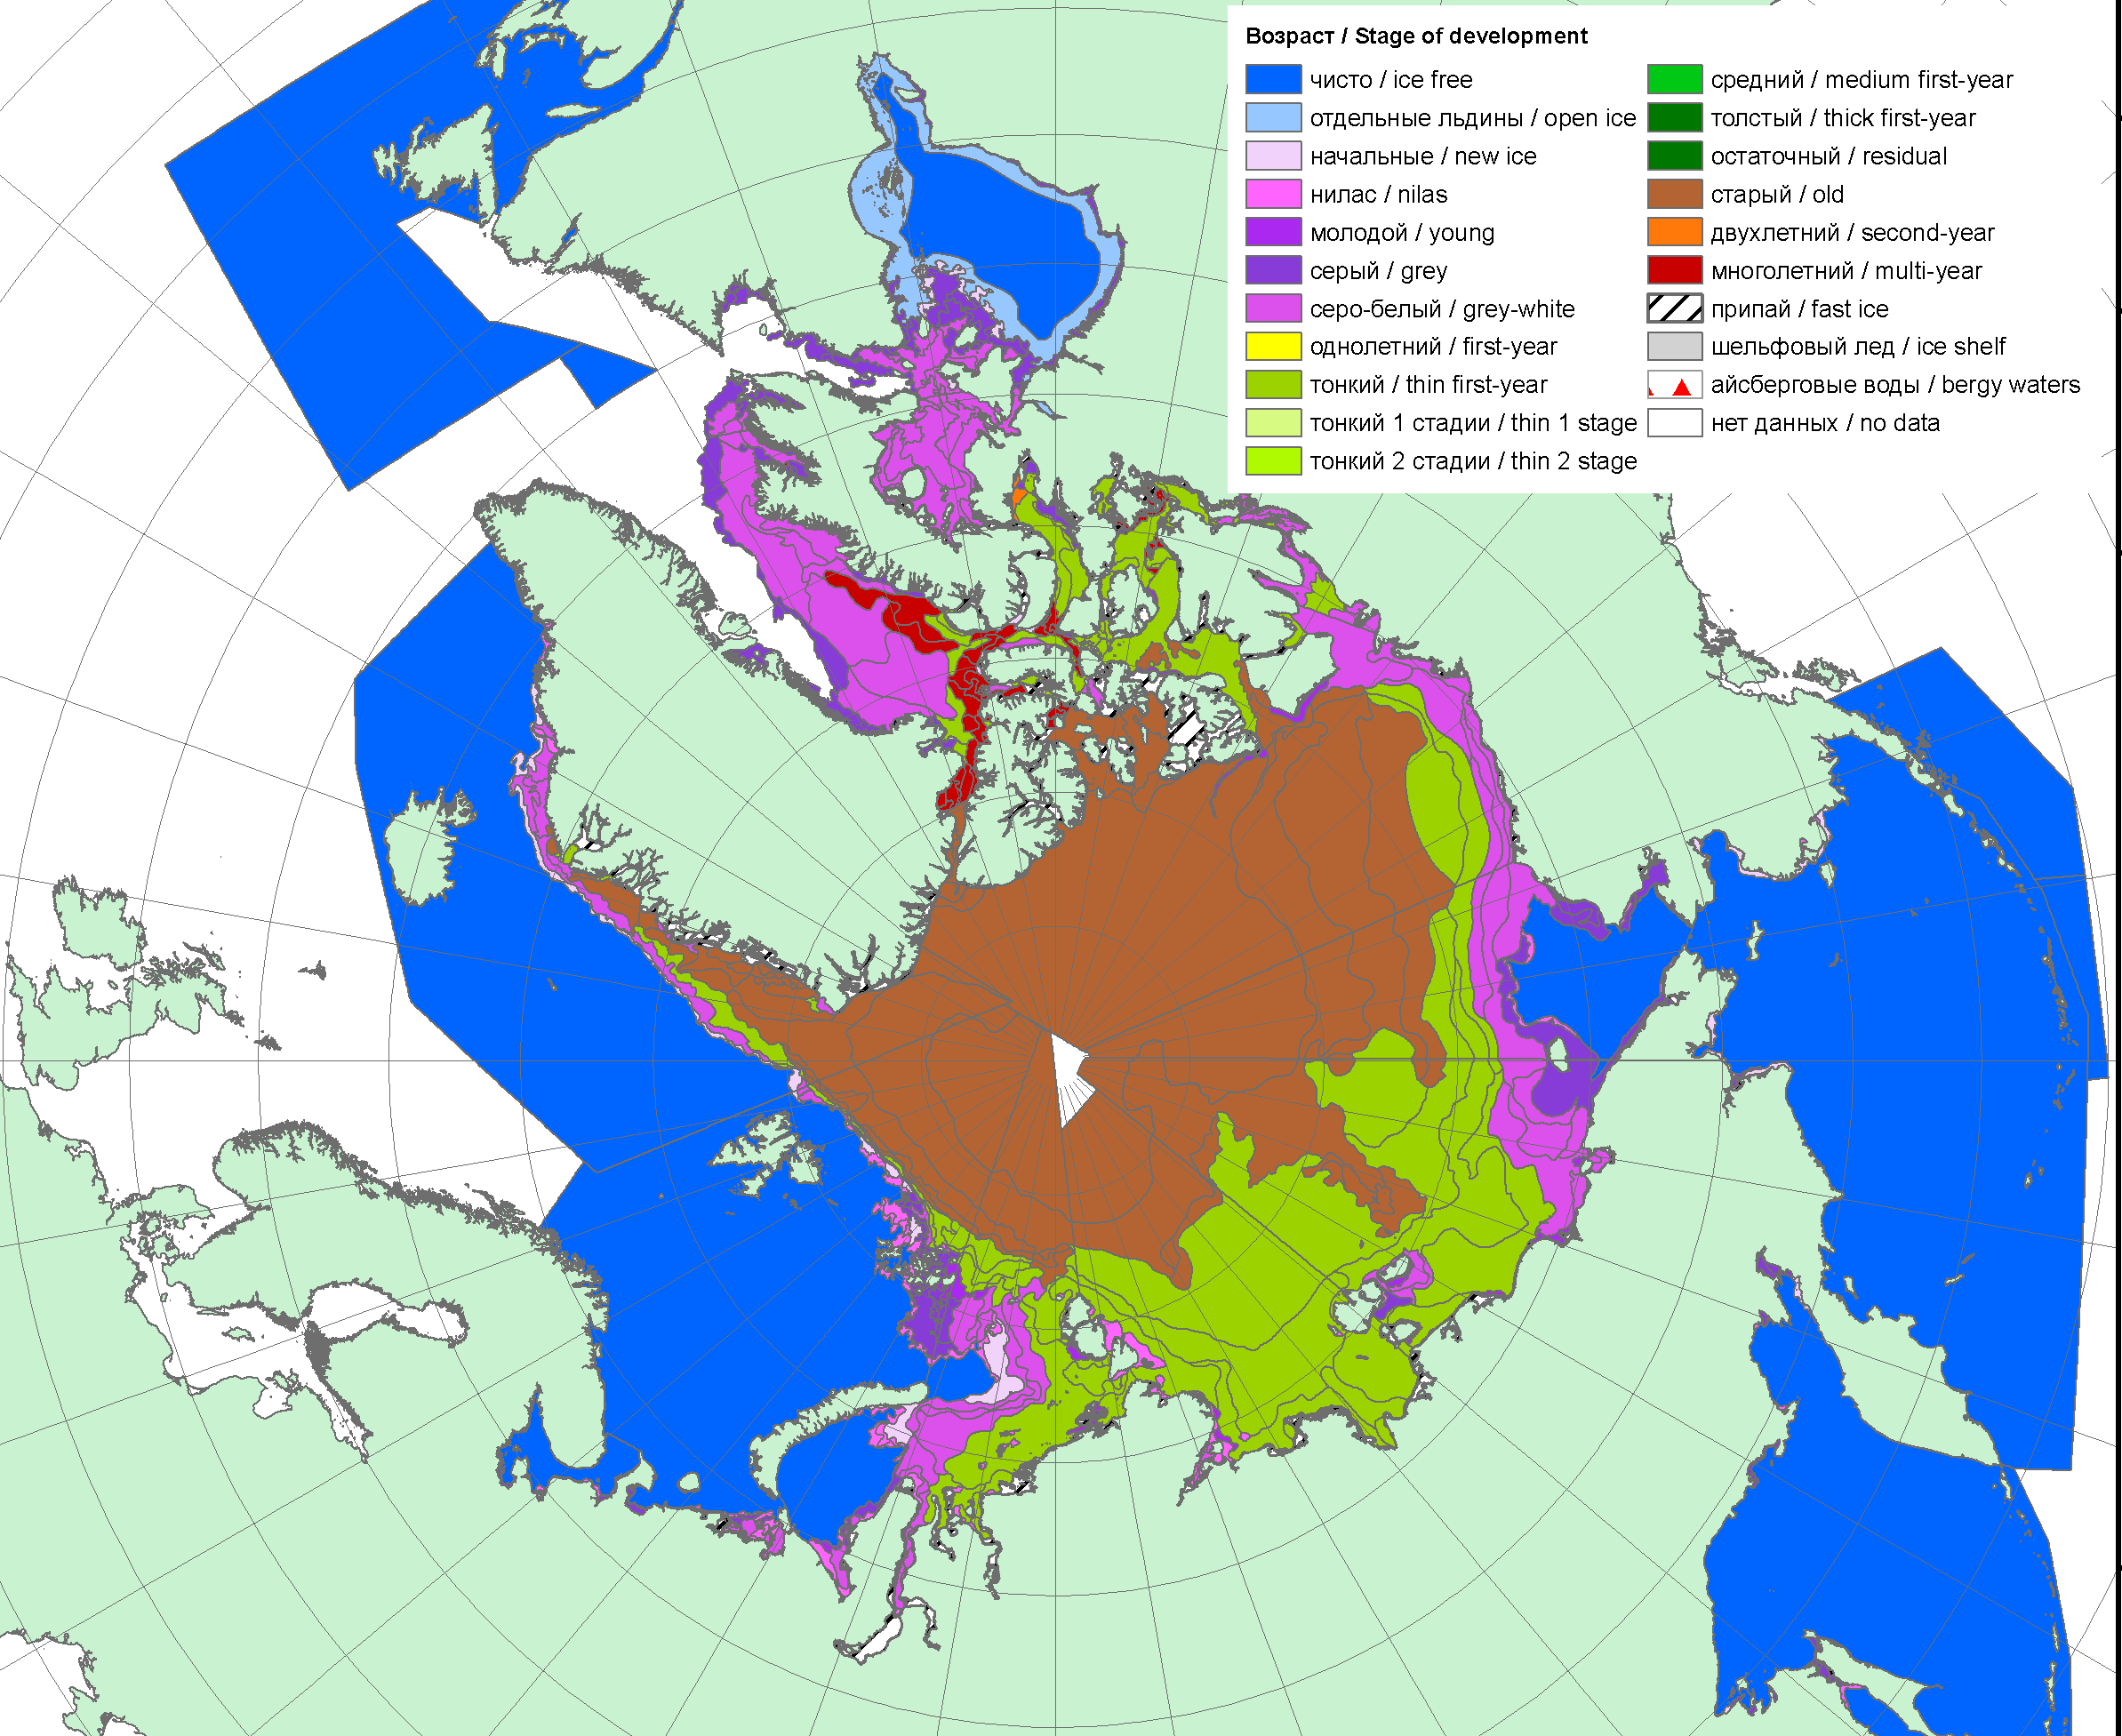 Возраст / Stage of development
чисто / ice free
отдельные льдины / open ice
начальные / new ice
нилас / nilas
молодой / young
серый / grey
серо-белый / grey-white
однолетний / first-year
тонкий / thin first-year
тонкий 1 стадии / thin 1 stage
тонкий 2 стадии / thin 2 stage
средний / medium first-year
толстый / thick first-year
остаточный / residual
старый / old
двухлетний / second-year
многолетний / multi-year
припай / fast ice
шельфовый лед / ice shelf
айсберговые воды / bergy waters
нет данных / no data